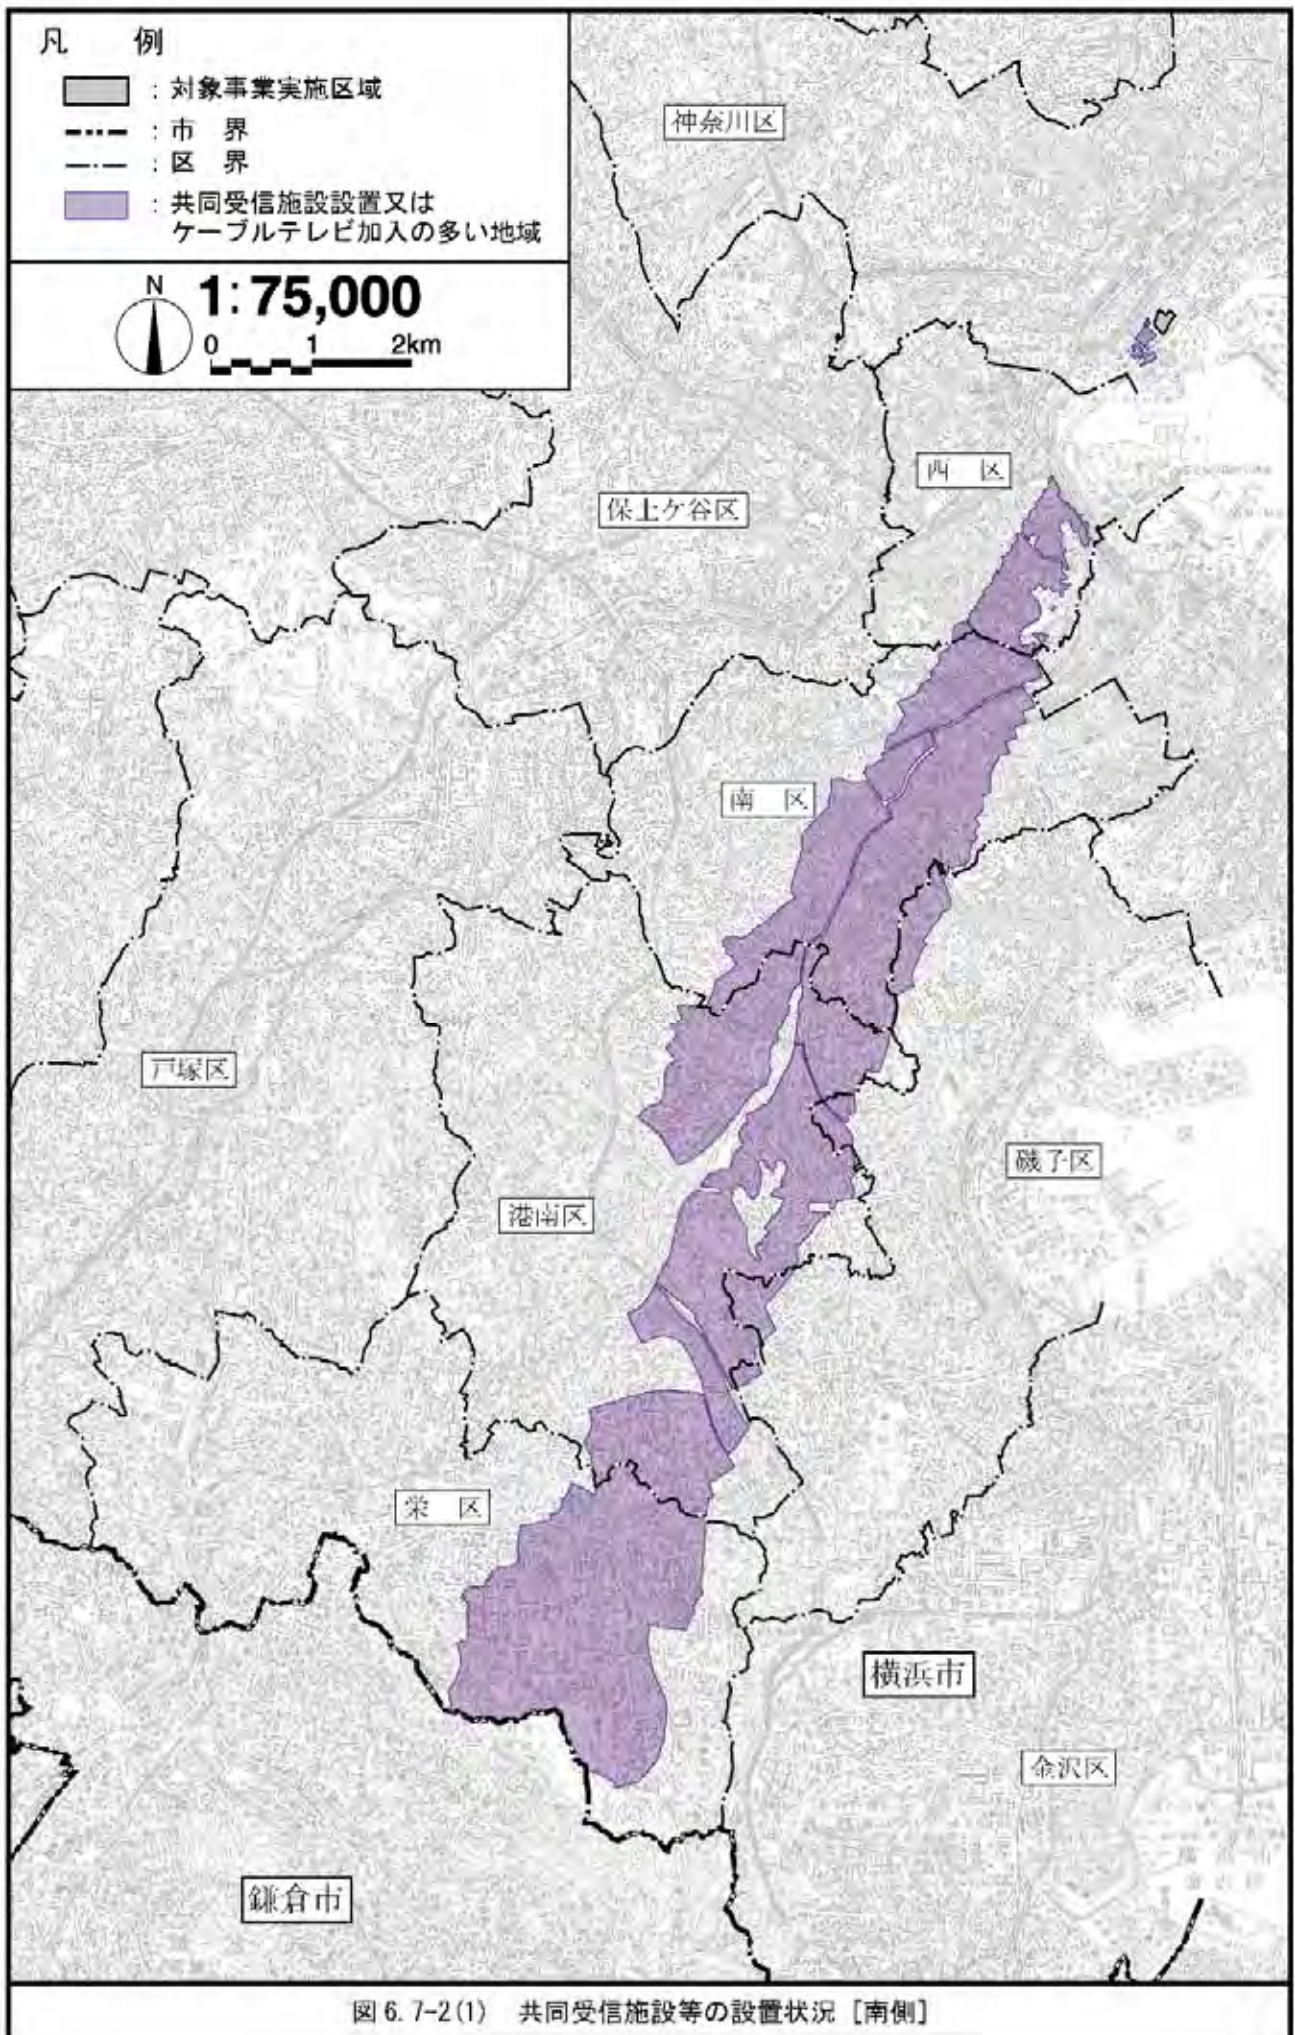 凡　例
：対象事業実施区域
：市　界
：区　界
：共同受信施設設置又は
ケーブルテレビ加入の多い地域
N
1:75,000
0 1 2km
神奈川区
西　区
保土ケ谷区
南　区
戸塚区
磯子区
港南区
栄　区
横浜市
金沢区
鎌倉市
図6.7-2(1)　共同受信施設等の設置状況［南側］